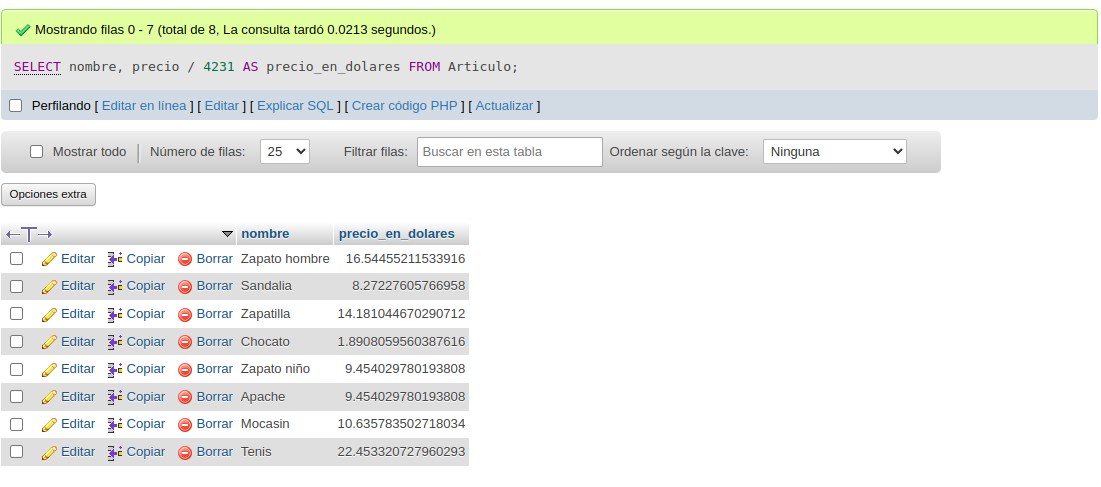 Mostrando filas 0 - 7 (total de 8, La consulta tardó 0.0213 segundos.)
SELECT nombre, precio / 4231 AS precio_en_dolares FROM Articulo;
Perfilando [ Editar en línea ] [ Editar ] [ Explicar SQL ] [ Crear código PHP ] [ Actualizar ]
Mostrar todo | Número de filas: 25 Filtrar filas: Buscar en esta tabla Ordenar según la clave: Ninguna
Opciones extra
←T→ nombre precio_en_dolares
Editar Copiar Borrar Zapato hombre 16.54455211533916
Editar Copiar Borrar Sandalia 8.27227605766958
Editar Copiar Borrar Zapatilla 14.181044670290712
Editar Copiar Borrar Chocato 1.8908059560387616
Editar Copiar Borrar Zapato niño 9.454029780193808
Editar Copiar Borrar Apache 9.454029780193808
Editar Copiar Borrar Mocasin 10.635783502718034
Editar Copiar Borrar Tenis 22.453320727960293